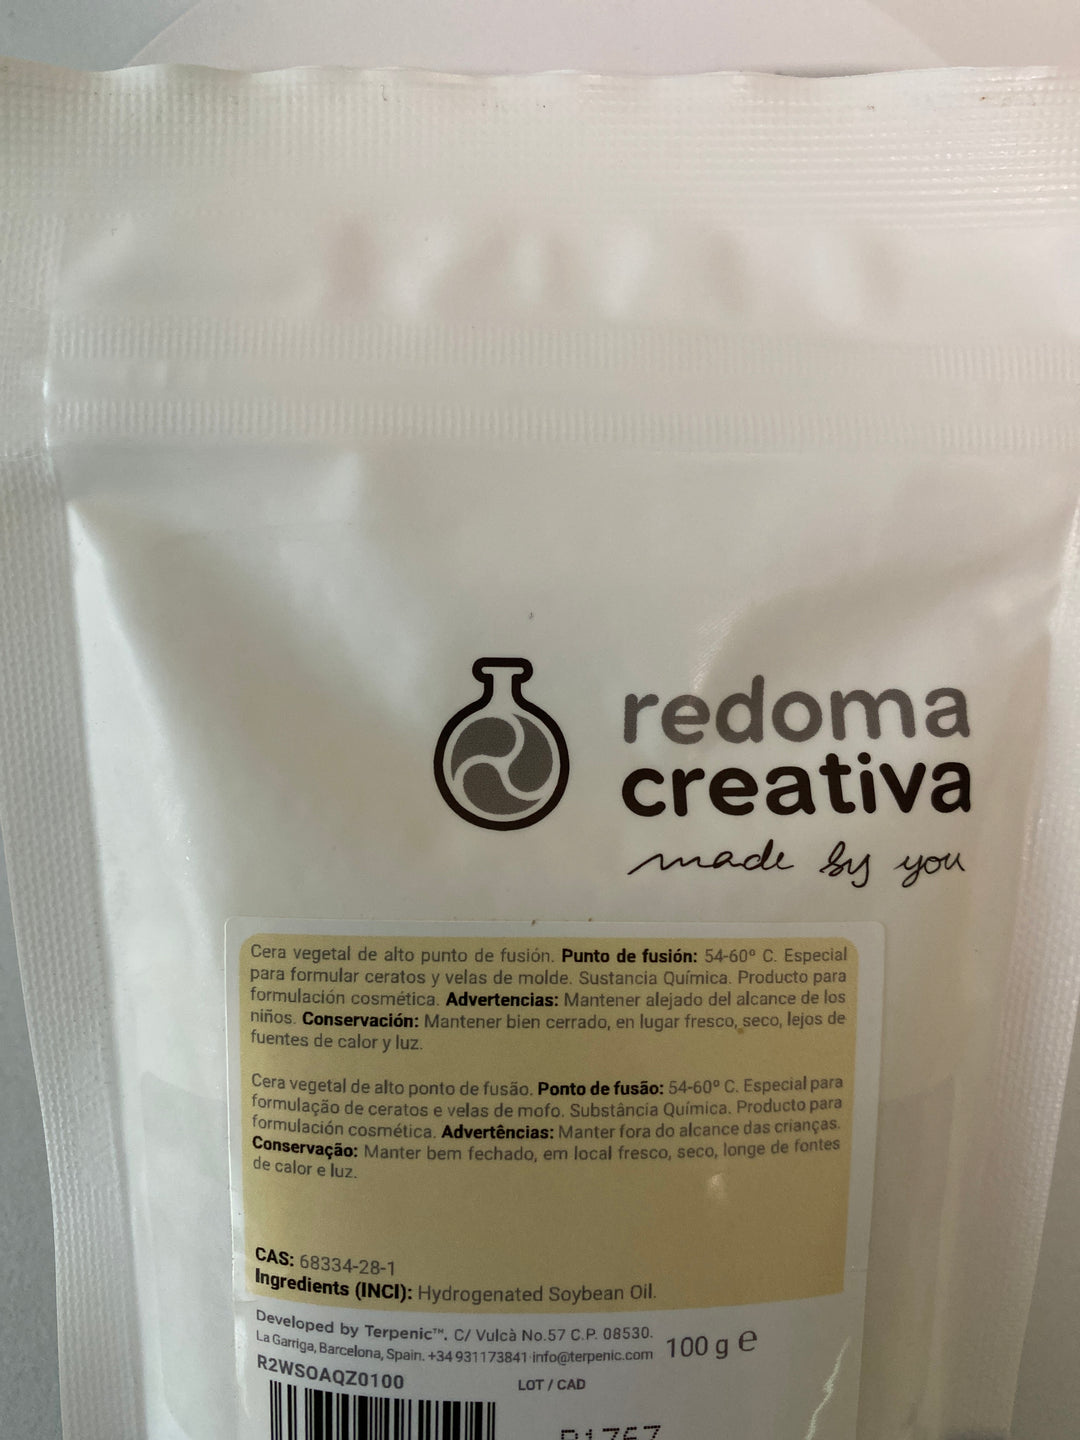 redoma
creativa
made by you
Cera vegetal de alto punto de fusión. Punto de fusión: 54-60º C. Especial
para formular ceratos y velas de molde. Sustancia Química. Producto para
formulación cosmética. Advertencias: Mantener alejado del alcance de los
niños. Conservación: Mantener bien cerrado, en lugar fresco, seco, lejos de
fuentes de calor y luz.
Cera vegetal de alto ponto de fusão. Ponto de fusão: 54-60º C. Especial para
formulação de ceratos e velas de mofo. Substância Química. Producto para
formulación cosmética. Advertências: Manter fora do alcance das crianças.
Conservação: Manter bem fechado, em local fresco, seco, longe de fontes
de calor e luz.
CAS: 68334-28-1
Ingredients (INCI): Hydrogenated Soybean Oil.
Developed by Terpenic™. C/ Vulcà No.57 C.P. 08530.
La Garriga, Barcelona, Spain. +34 931173841 info@terpenic.com
100 g e
R2WSOAQZ0100
LOT / CAD